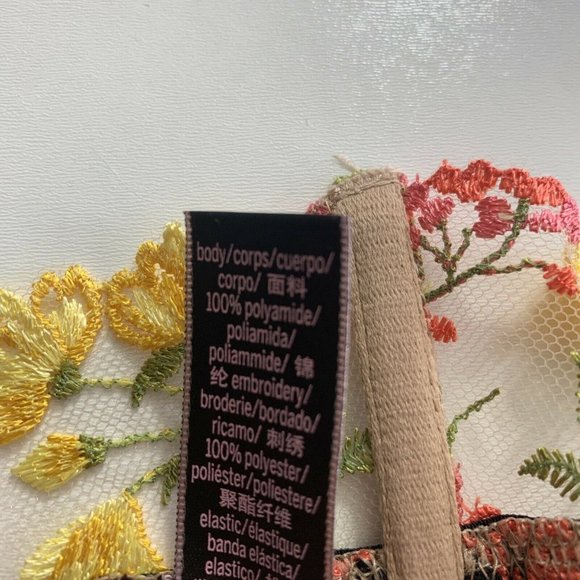 body/corps/cuerpo/
corpo/ 面料
100% polyamide/
poliamida/
poliammide/ 锦
纶 embroidery/
broderie/bordado/
ricamo/ 刺绣
100% polyester/
poliéster/poliestere/
聚酯纤维
elastic/élastique/
banda elástica/
elastico/